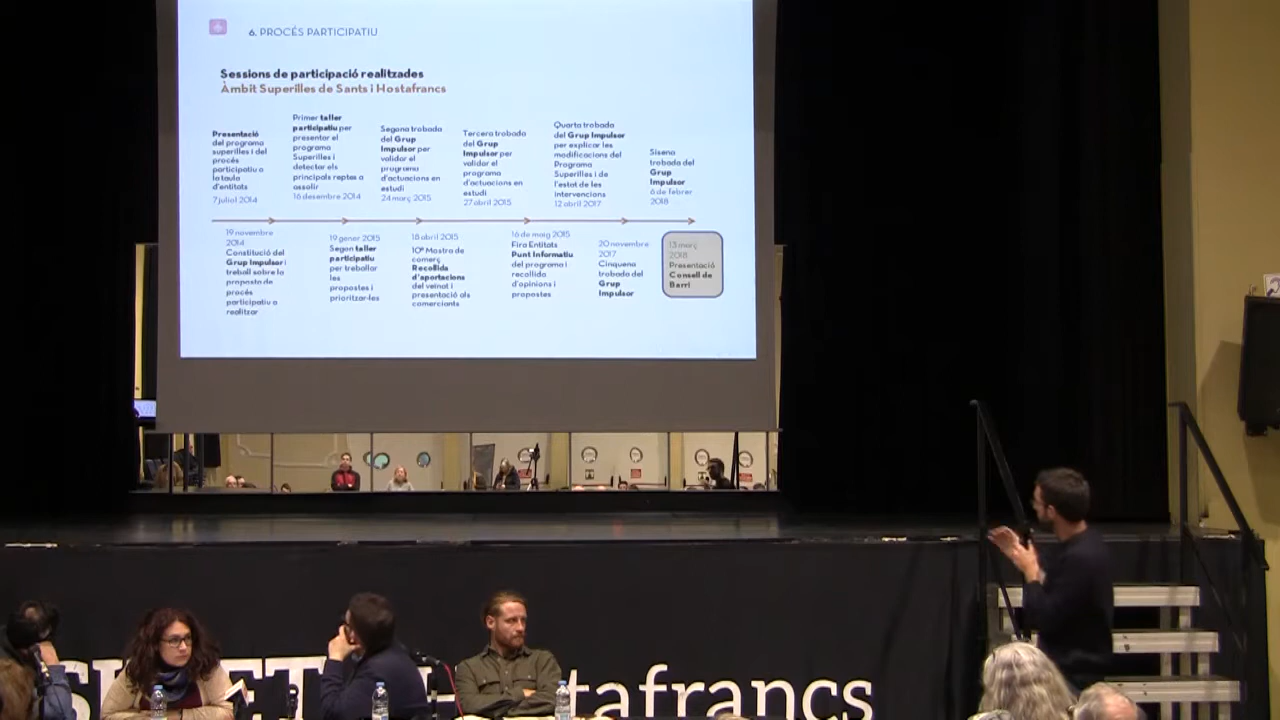 6. PROCÉS PARTICIPATIU
Sessions de participació realitzades
Àmbit Superilles de Sants i Hostafrancs
Presentació
del programa
superilles i del
procés
participatiu a
la taula
d'entitats
7 juliol 2014
Primer taller
participatiu per
presentar el
programa
Superilles i
detectar els
principals reptes a
assolir
16 desembre 2014
Segona trobada
del Grup
Impulsor per
validar el
programa
d'actuacions en
estudi
24 març 2015
Tercera trobada
del Grup
Impulsor per
validar el
programa
d'actuacions en
estudi
27 abril 2015
Quarta trobada
del Grup Impulsor
per explicar les
modificacions del
Programa
Superilles i de
l'estat de les
intervencions
12 abril 2017
Sisena
trobada del
Grup
Impulsor
6 de febrer
2018
19 novembre
2014
Constitució del
Grup Impulsor i
treball sobre la
proposta de
procés
participatiu a
realitzar
19 gener 2015
Segon taller
participatiu
per treballar
les
propostes i
prioritzar-les
18 abril 2015
10ª Mostra de
comerç
Recollida
d'aportacions
del veïnat i
presentació als
comerciants
16 de maig 2015
Fira Entitats
Punt Informatiu
del programa i
recollida
d'opinions i
propostes
20 novembre
2017
Cinquena
trobada del
Grup
Impulsor
13 març
2018
Presentació
Consell de
Barri
stafrancs